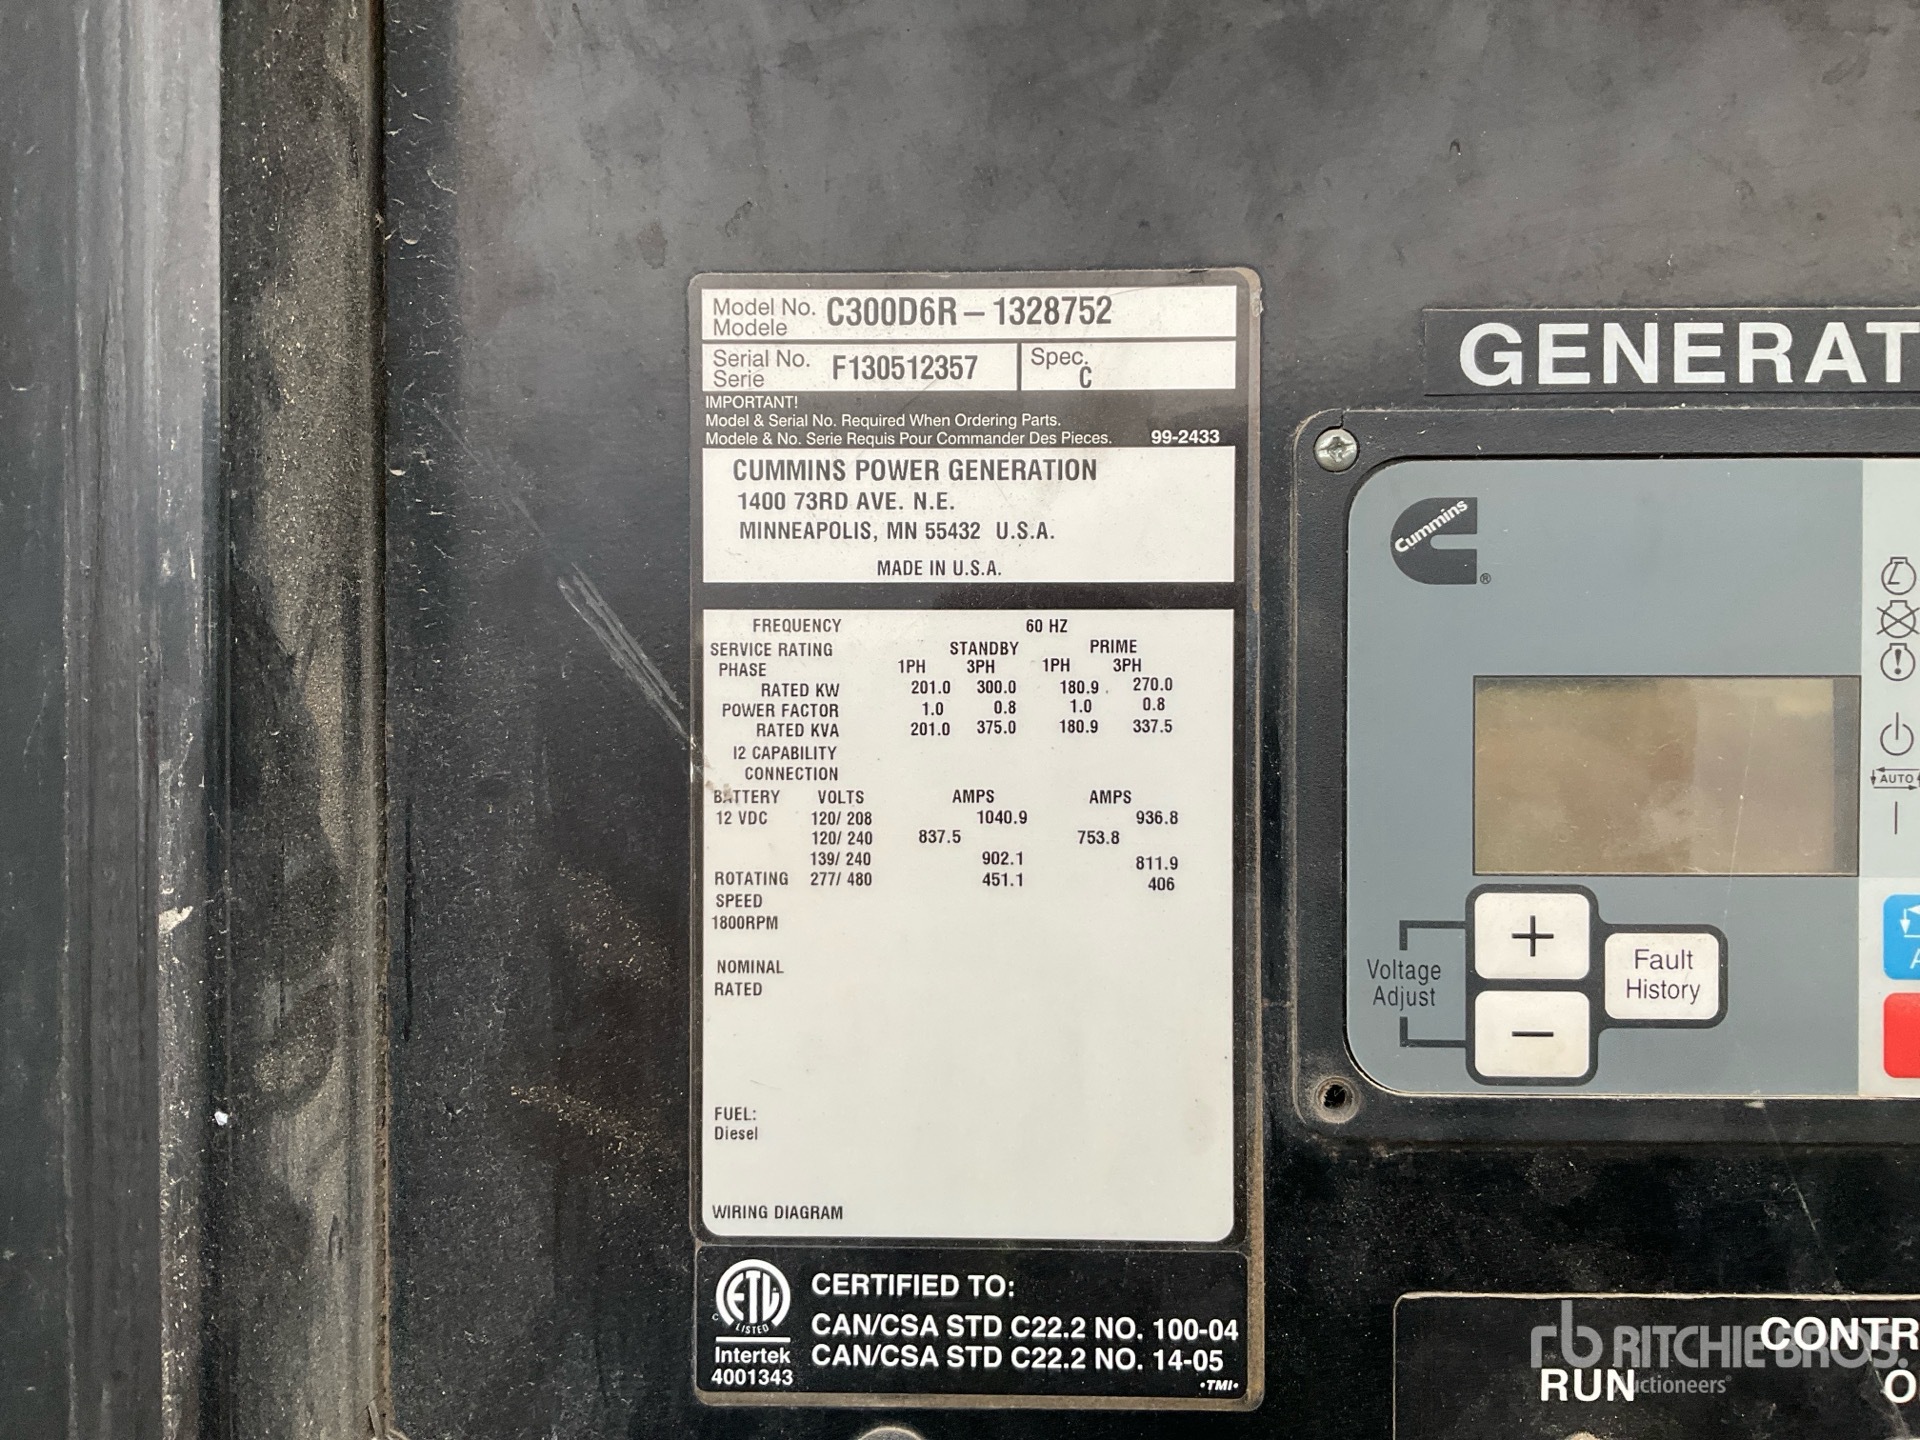 Model No. C300D6R – 1328752
Modele
Serial No. F130512357 Spec. C
Serie
IMPORTANT!
Model & Serial No. Required When Ordering Parts.
Modele & No. Serie Requis Pour Commander Des Pieces. 99-2433
CUMMINS POWER GENERATION
1400 73RD AVE. N.E.
MINNEAPOLIS, MN 55432 U.S.A.
MADE IN U.S.A.
FREQUENCY 60 HZ
SERVICE RATING STANDBY PRIME
PHASE 1PH 3PH 1PH 3PH
RATED KW 201.0 300.0 180.9 270.0
POWER FACTOR 1.0 0.8 1.0 0.8
RATED KVA 201.0 375.0 180.9 337.5
I2 CAPABILITY
CONNECTION
BATTERY VOLTS AMPS AMPS
12 VDC 120/ 208 1040.9 936.8
120/ 240 837.5 753.8
139/ 240 902.1 811.9
ROTATING 277/ 480 451.1 406
SPEED
1800RPM
NOMINAL
RATED
FUEL:
Diesel
WIRING DIAGRAM
ETL
C LISTED
Intertek
4001343
CERTIFIED TO:
CAN/CSA STD C22.2 NO. 100-04
CAN/CSA STD C22.2 NO. 14-05
•TMI•
GENERAT
Cummins
®
AUTO
+
Voltage
Adjust
–
Fault
History
A
CONTR
RUN O
rb RITCHIE BROS.
Auctioneers